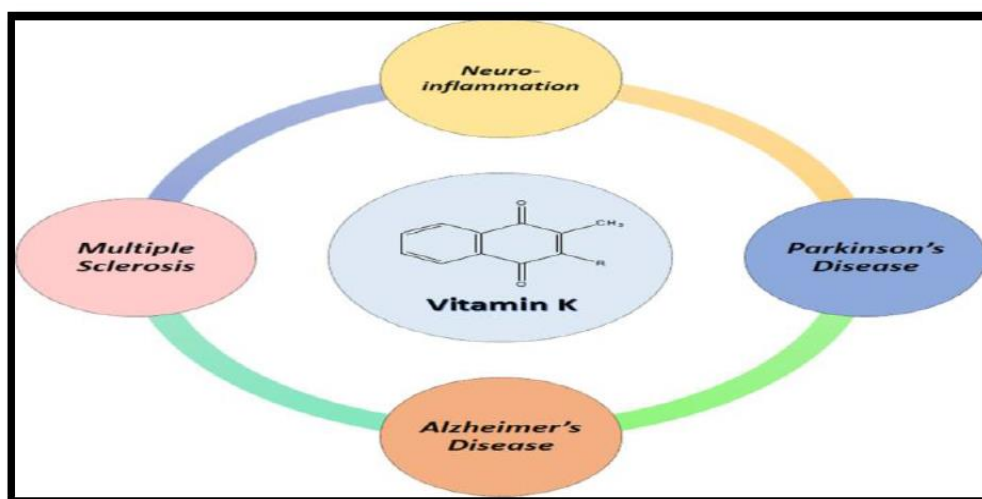 Neuro-
inflammation
Multiple
Sclerosis
O
CH₃
R
O
Vitamin K
Parkinson's
Disease
Alzheimer's
Disease